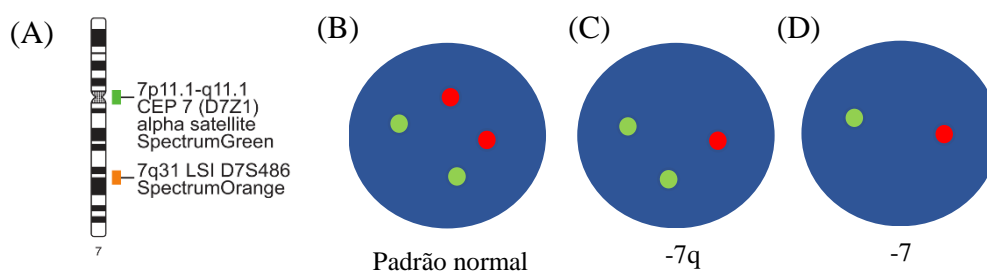 (A)
7p11.1-q11.1
CEP 7 (D7Z1)
alpha satellite
SpectrumGreen
7q31 LSI D7S486
SpectrumOrange
7
(B)
Padrão normal
(C)
-7q
(D)
-7